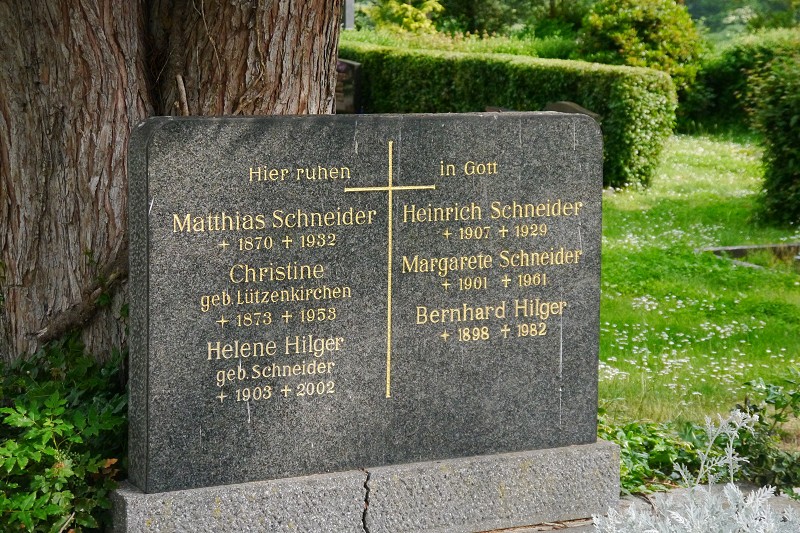 Hier ruhen in Gott
Matthias Schneider
+ 1870 ✝ 1932
Christine
geb. Lützenkirchen
+ 1873 ✝ 1953
Helene Hilger
geb. Schneider
+ 1903 ✝ 2002
Heinrich Schneider
+ 1907 ✝ 1929
Margarete Schneider
+ 1901 ✝ 1961
Bernhard Hilger
+ 1898 ✝ 1982